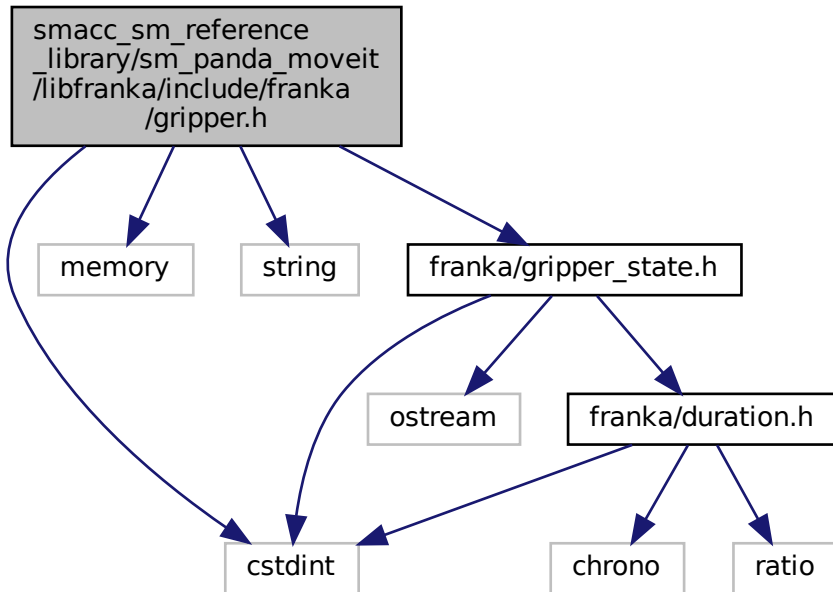 smacc_sm_reference
_library/sm_panda_moveit
/libfranka/include/franka
/gripper.h
memory
string
franka/gripper_state.h
ostream
franka/duration.h
cstdint
chrono
ratio